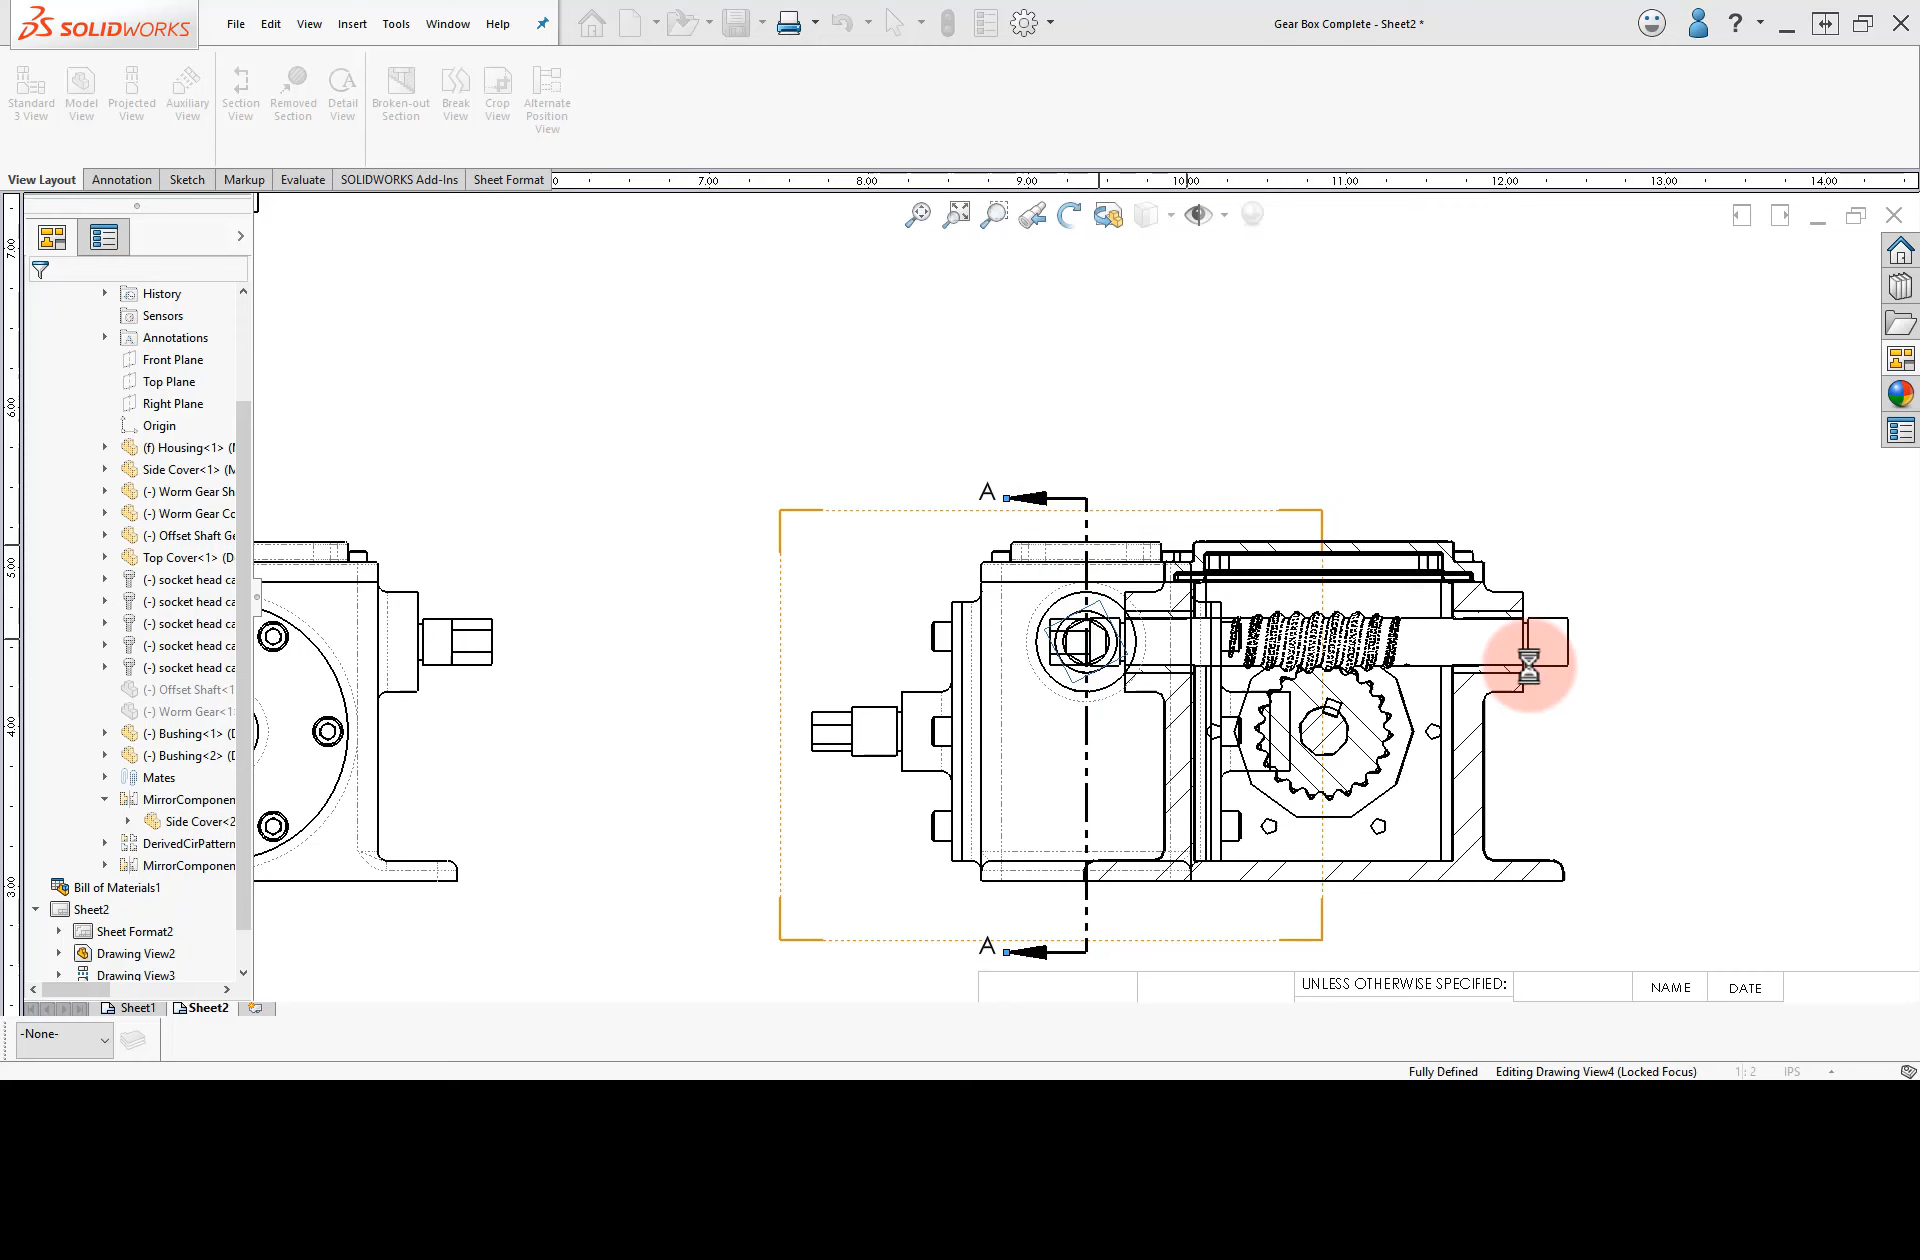 SOLIDWORKS
File Edit View Insert Tools Window Help
Gear Box Complete - Sheet2 *
?
Standard 3 View
Model View
Projected View
Auxiliary View
Section View
Removed Section
Detail View
Broken-out Section
Break View
Crop View
Alternate Position View
View Layout Annotation Sketch Markup Evaluate SOLIDWORKS Add-Ins Sheet Format
0 7.00 8.00 9.00 10.00 11.00 12.00 13.00 14.00
7.00
6.00
5.00
4.00
3.00
History
Sensors
Annotations
Front Plane
Top Plane
Right Plane
Origin
(f) Housing<1> (
Side Cover<1> (
(-) Worm Gear Sh
(-) Worm Gear Co
(-) Offset Shaft Ge
Top Cover<1> (D
(-) socket head ca
(-) socket head ca
(-) socket head ca
(-) socket head ca
(-) socket head ca
(-) Offset Shaft<1
(-) Worm Gear<1
(-) Bushing<1> (D
(-) Bushing<2> (D
Mates
MirrorComponen
Side Cover<2
DerivedCirPattern
MirrorComponen
Bill of Materials1
Sheet2
Sheet Format2
Drawing View2
Drawing View3
A
A
UNLESS OTHERWISE SPECIFIED:
NAME
DATE
Sheet1 Sheet2
-None-
Fully Defined Editing Drawing View4 (Locked Focus) 1 : 2 IPS